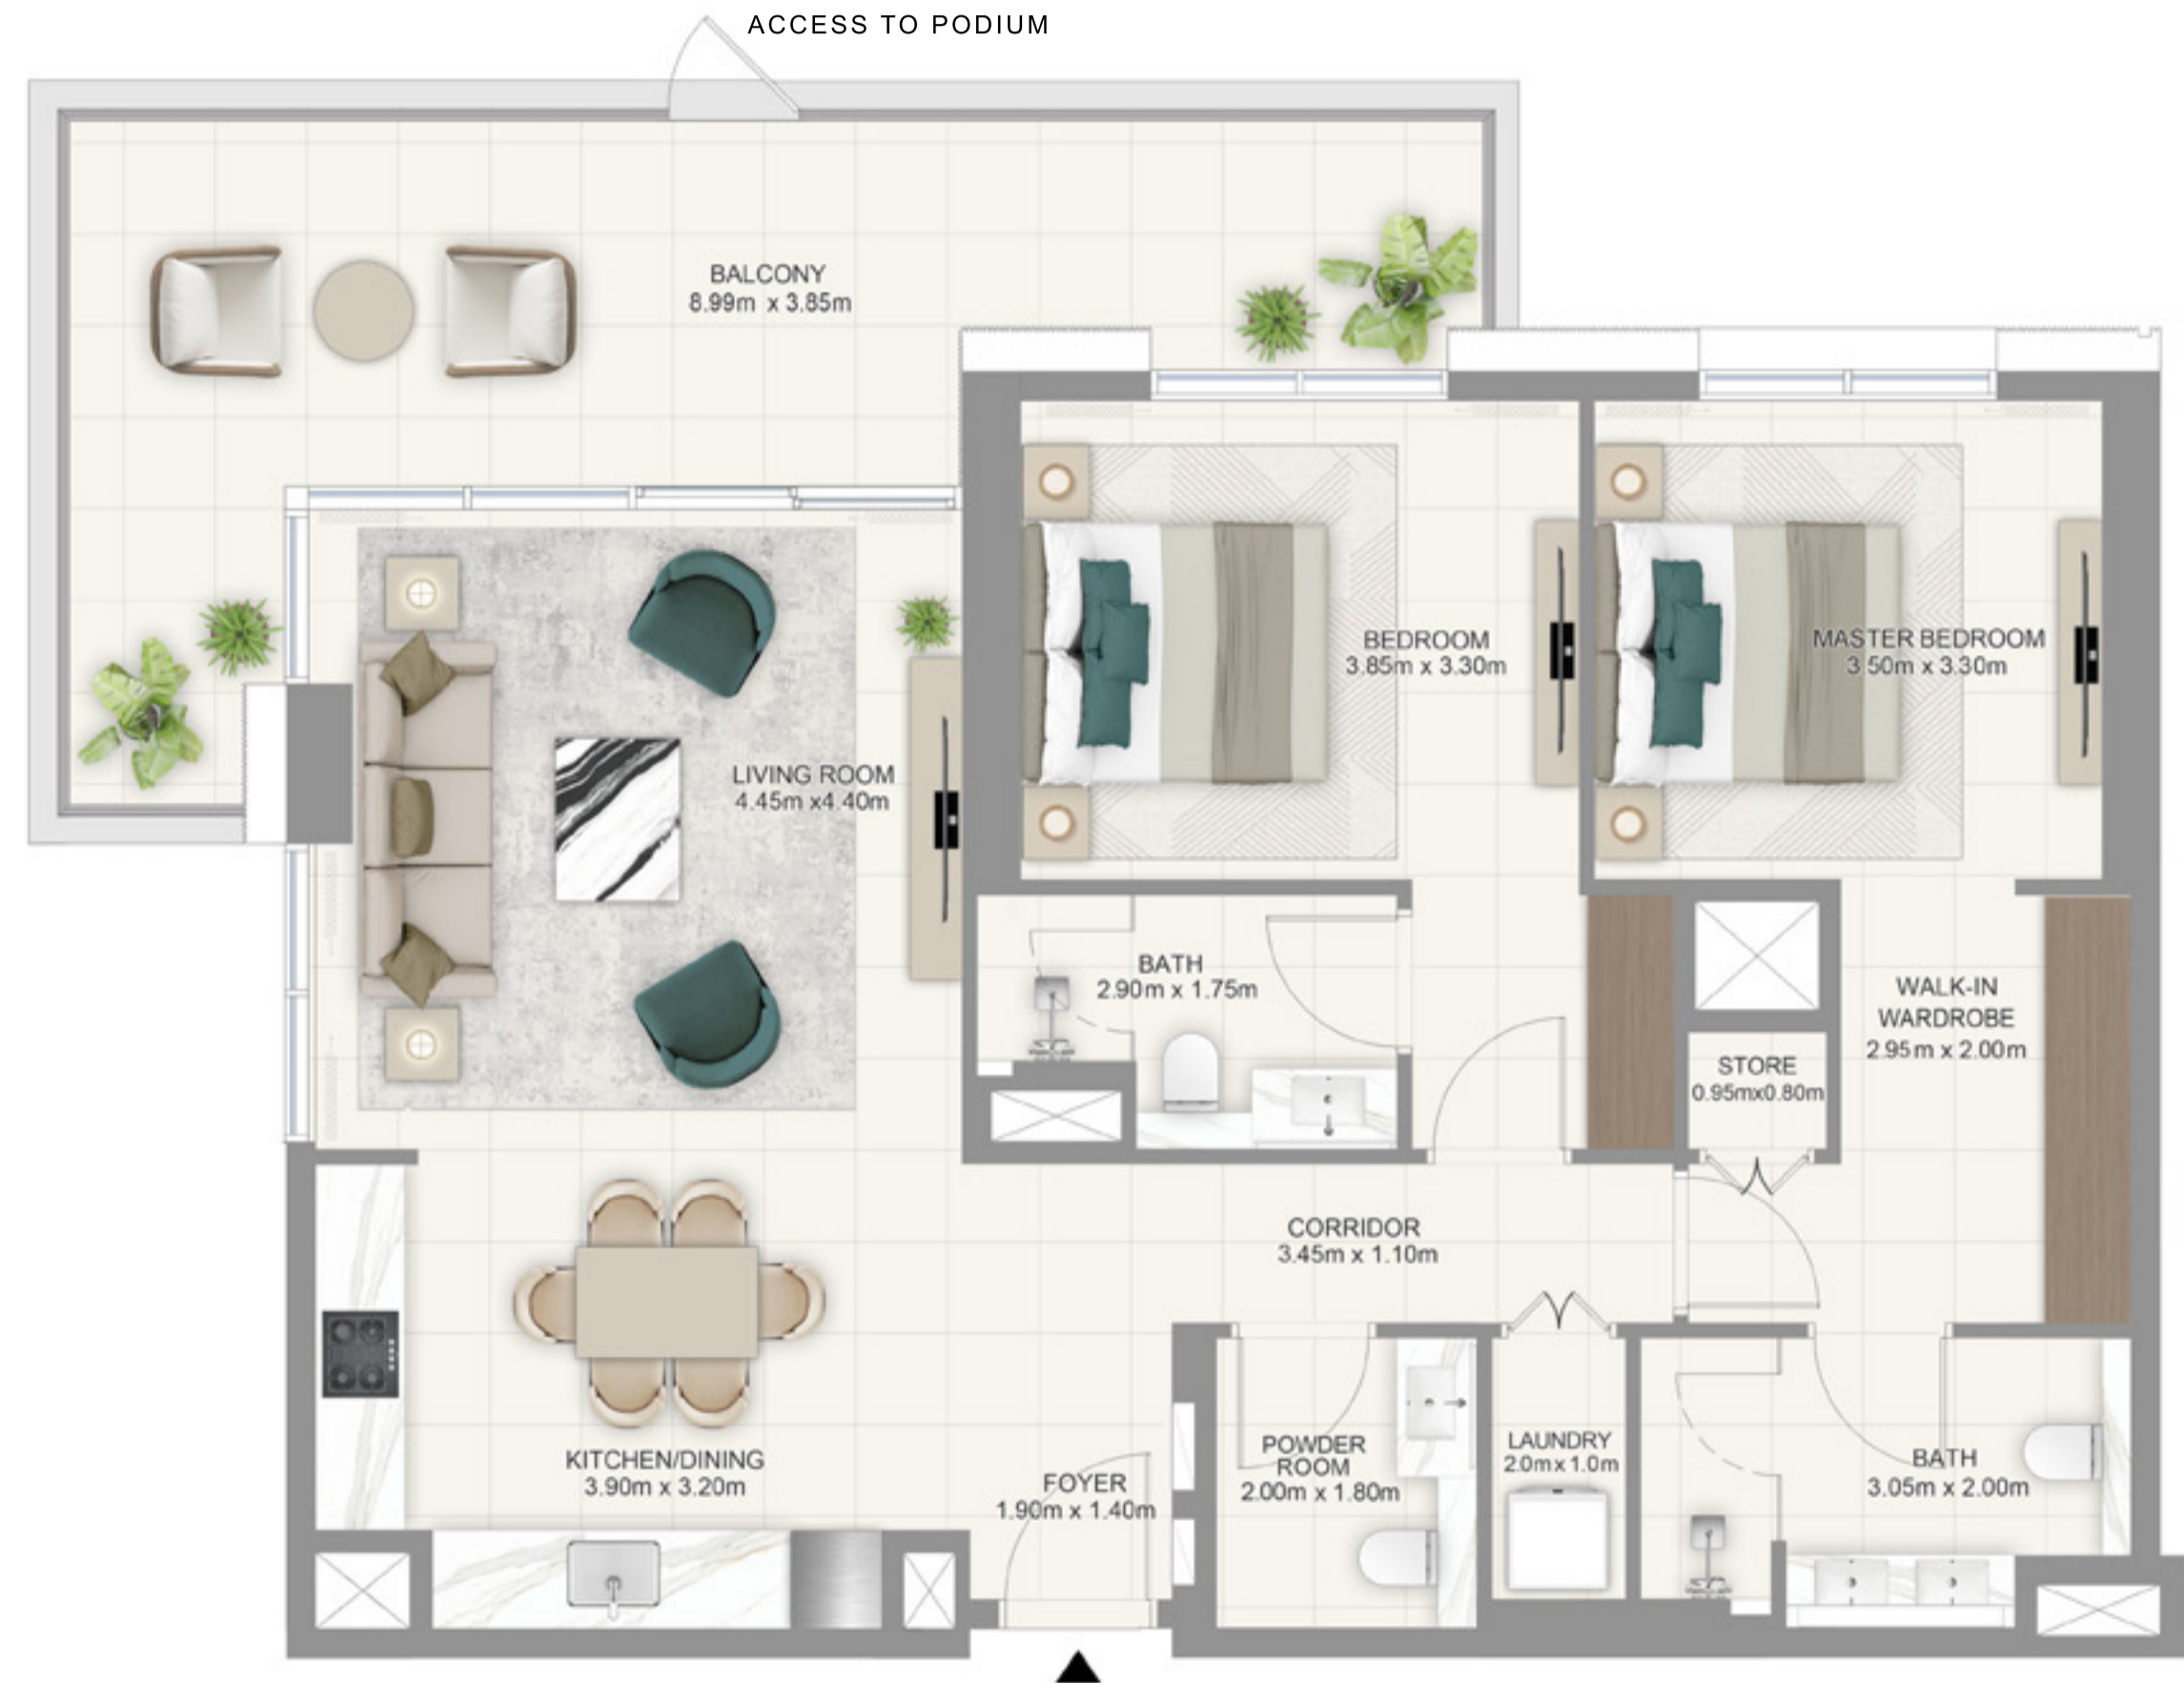 ACCESS TO PODIUM
BALCONY
8.99m x 3.85m
BEDROOM
3.85m x 3.30m
MASTER BEDROOM
3.50m x 3.30m
LIVING ROOM
4.45m x4.40m
BATH
2.90m x 1.75m
WALK-IN
WARDROBE
2.95m x 2.00m
STORE
0.95mx0.80m
CORRIDOR
3.45m x 1.10m
KITCHEN/DINING
3.90m x 3.20m
FOYER
1.90m x 1.40m
POWDER
ROOM
2.00m x 1.80m
LAUNDRY
2.0m x 1.0m
BATH
3.05m x 2.00m